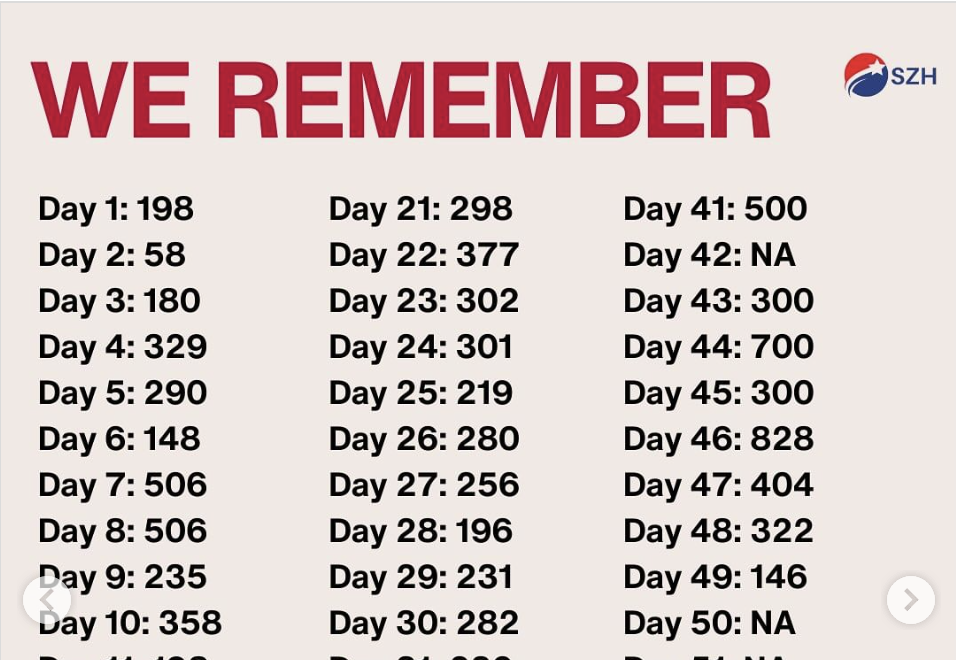 WE REMEMBER
SZH
Day 1: 198
Day 2: 58
Day 3: 180
Day 4: 329
Day 5: 290
Day 6: 148
Day 7: 506
Day 8: 506
Day 9: 235
Day 10: 358
Day 21: 298
Day 22: 377
Day 23: 302
Day 24: 301
Day 25: 219
Day 26: 280
Day 27: 256
Day 28: 196
Day 29: 231
Day 30: 282
Day 41: 500
Day 42: NA
Day 43: 300
Day 44: 700
Day 45: 300
Day 46: 828
Day 47: 404
Day 48: 322
Day 49: 146
Day 50: NA